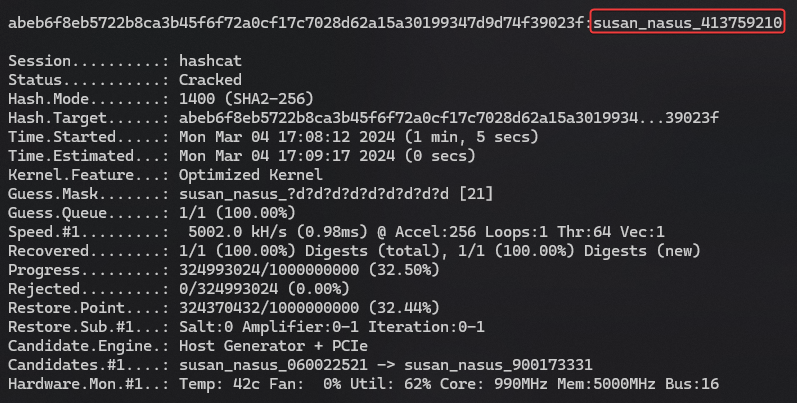 abeb6f8eb5722b8ca3b45f6f72a0cf17c7028d62a15a30199347d9d74f39023f:susan_nasus_413759210
Session..........: hashcat
Status...........: Cracked
Hash.Mode........: 1400 (SHA2-256)
Hash.Target......: abeb6f8eb5722b8ca3b45f6f72a0cf17c7028d62a15a3019934...39023f
Time.Started.....: Mon Mar 04 17:08:12 2024 (1 min, 5 secs)
Time.Estimated...: Mon Mar 04 17:09:17 2024 (0 secs)
Kernel.Feature...: Optimized Kernel
Guess.Mask.......: susan_nasus_?d?d?d?d?d?d?d?d?d [21]
Guess.Queue......: 1/1 (100.00%)
Speed.#1.........:  5002.0 kH/s (0.98ms) @ Accel:256 Loops:1 Thr:64 Vec:1
Recovered........: 1/1 (100.00%) Digests (total), 1/1 (100.00%) Digests (new)
Progress.........: 324993024/1000000000 (32.50%)
Rejected.........: 0/324993024 (0.00%)
Restore.Point....: 324370432/1000000000 (32.44%)
Restore.Sub.#1...: Salt:0 Amplifier:0-1 Iteration:0-1
Candidate.Engine.: Host Generator + PCIe
Candidates.#1....: susan_nasus_060022521 -> susan_nasus_900173331
Hardware.Mon.#1..: Temp: 42c Fan:  0% Util: 62% Core: 990MHz Mem:5000MHz Bus:16